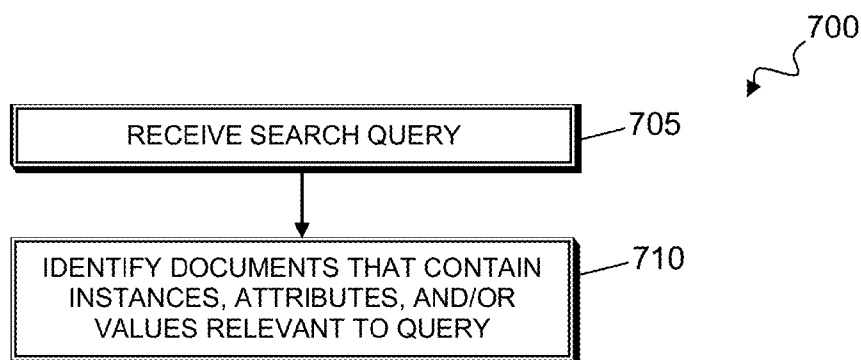 700
RECEIVE SEARCH QUERY
705
IDENTIFY DOCUMENTS THAT CONTAIN
INSTANCES, ATTRIBUTES, AND/OR
VALUES RELEVANT TO QUERY
710